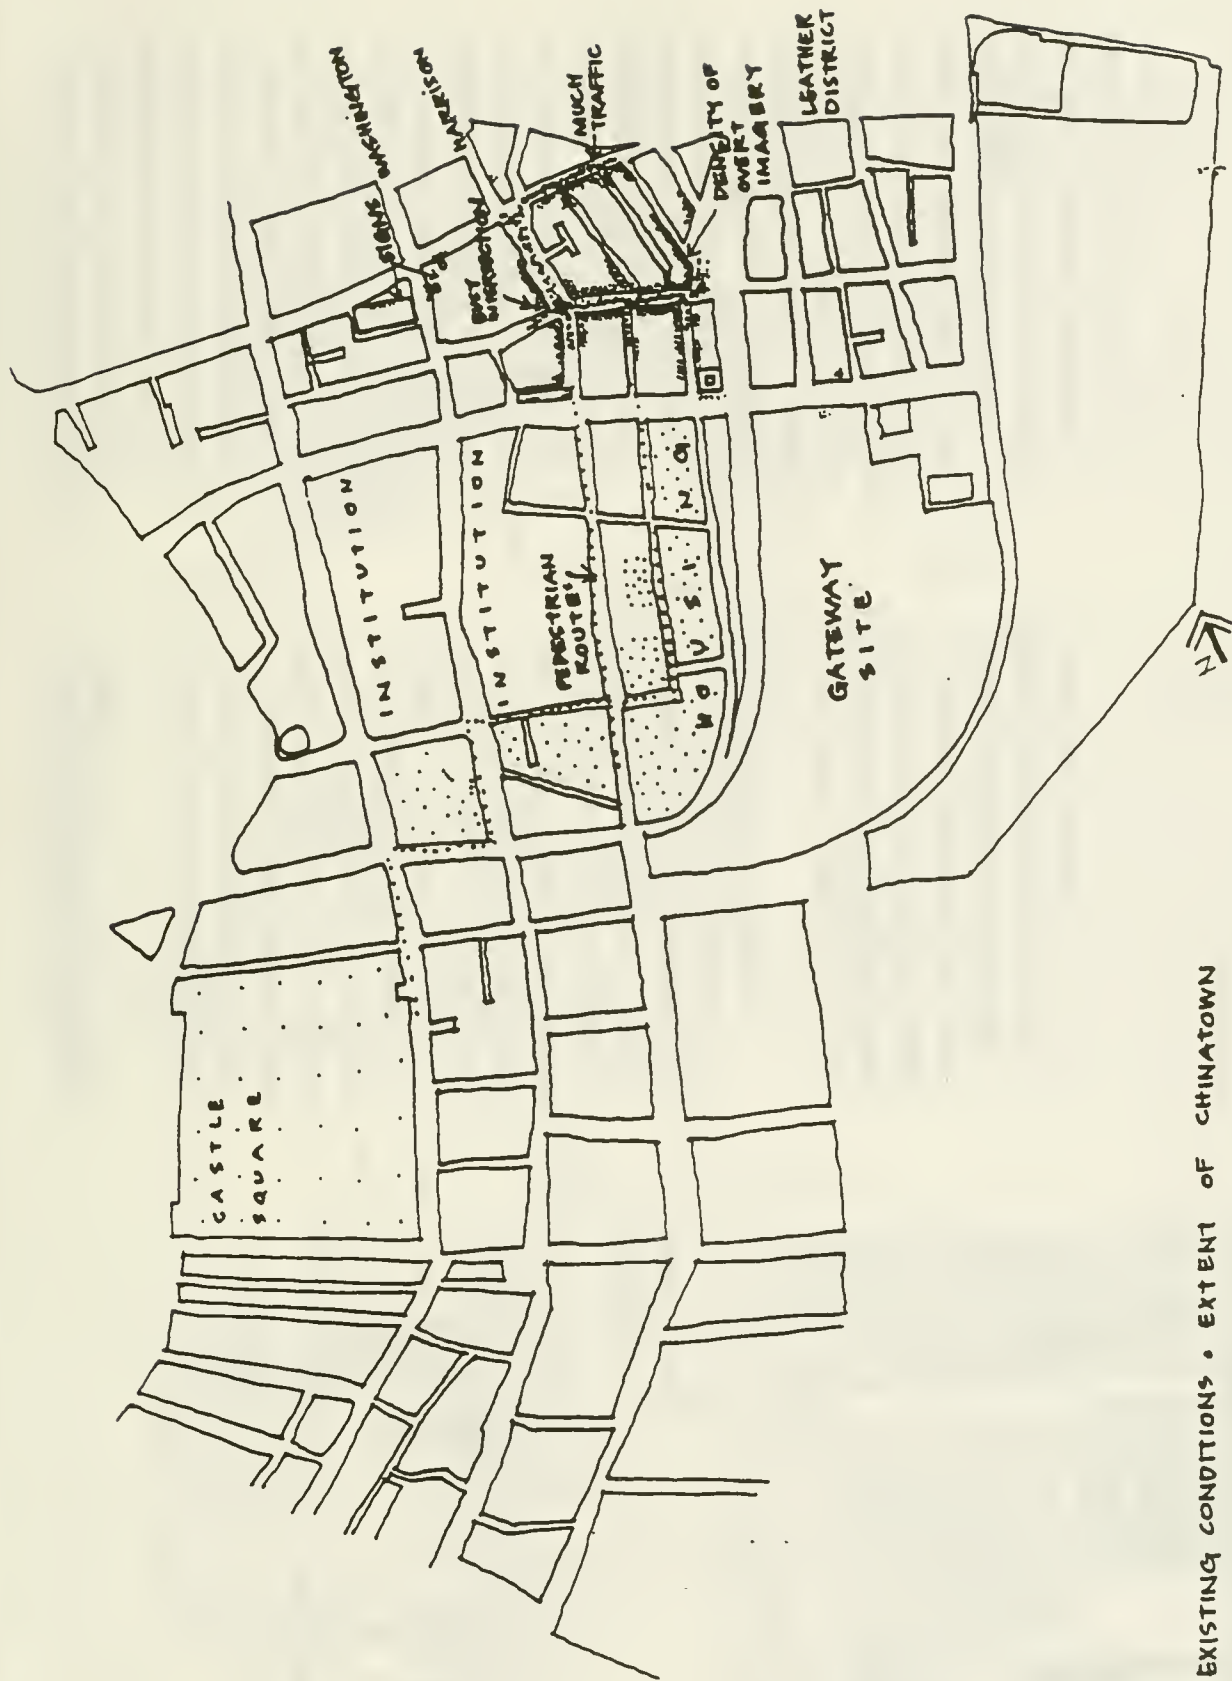 WASHINGTON
HARRISON
MUCH
TRAFFIC
SIGNS
BUSY
INTERSECTION
DENSITY OF
OVERT
IMAGERY
LEATHER
DISTRICT
INSTITUTION
INSTITUTION
PEDESTRIAN
ROUTE
HOUSING
GATEWAY
SITE
CASTLE
SQUARE
N
EXISTING CONDITIONS • EXTENT OF CHINATOWN